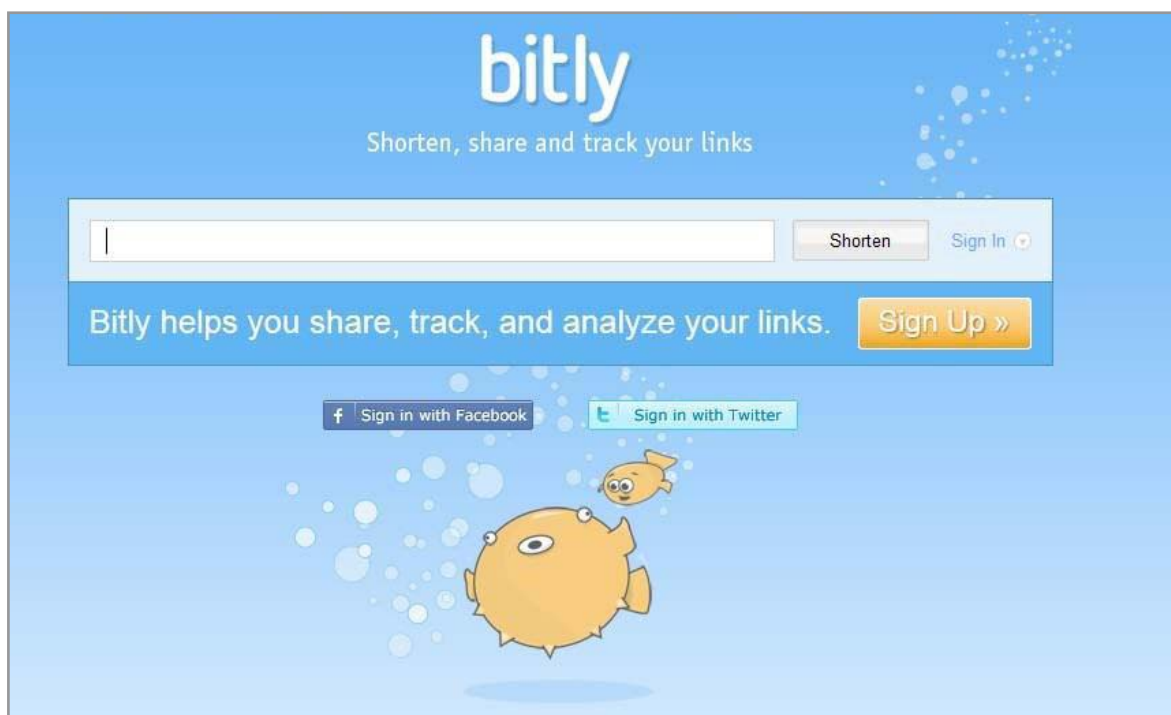 bitly
Shorten, share and track your links
Shorten
Sign In
Bitly helps you share, track, and analyze your links.
Sign Up »
f Sign in with Facebook
t Sign in with Twitter